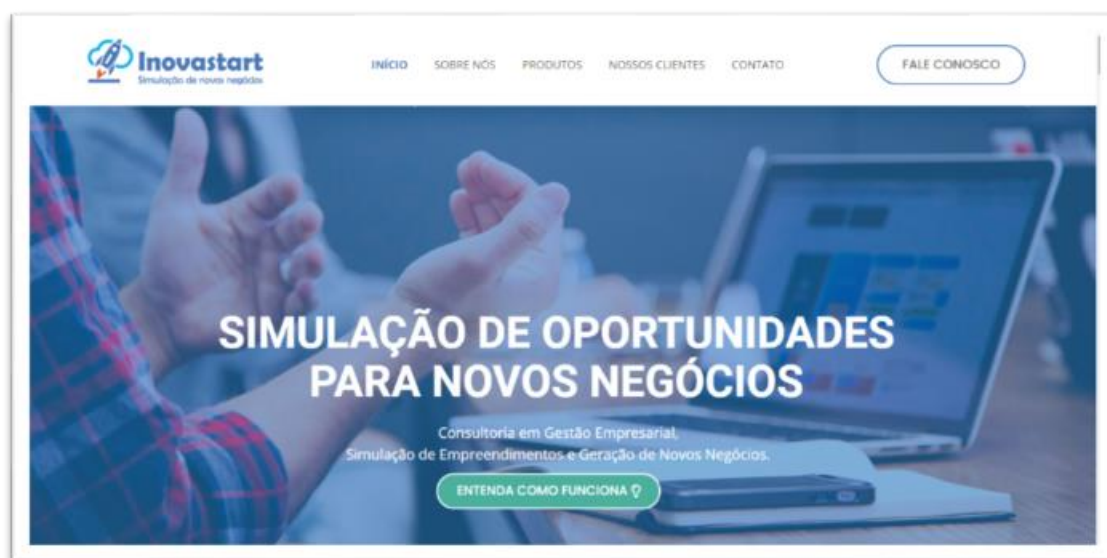 Inovastart
Simulação de novos negócios
INÍCIO SOBRE NÓS PRODUTOS NOSSOS CLIENTES CONTATO
FALE CONOSCO
SIMULAÇÃO DE OPORTUNIDADES
PARA NOVOS NEGÓCIOS
Consultoria em Gestão Empresarial,
Simulação de Empreendimentos e Geração de Novos Negócios.
ENTENDA COMO FUNCIONA